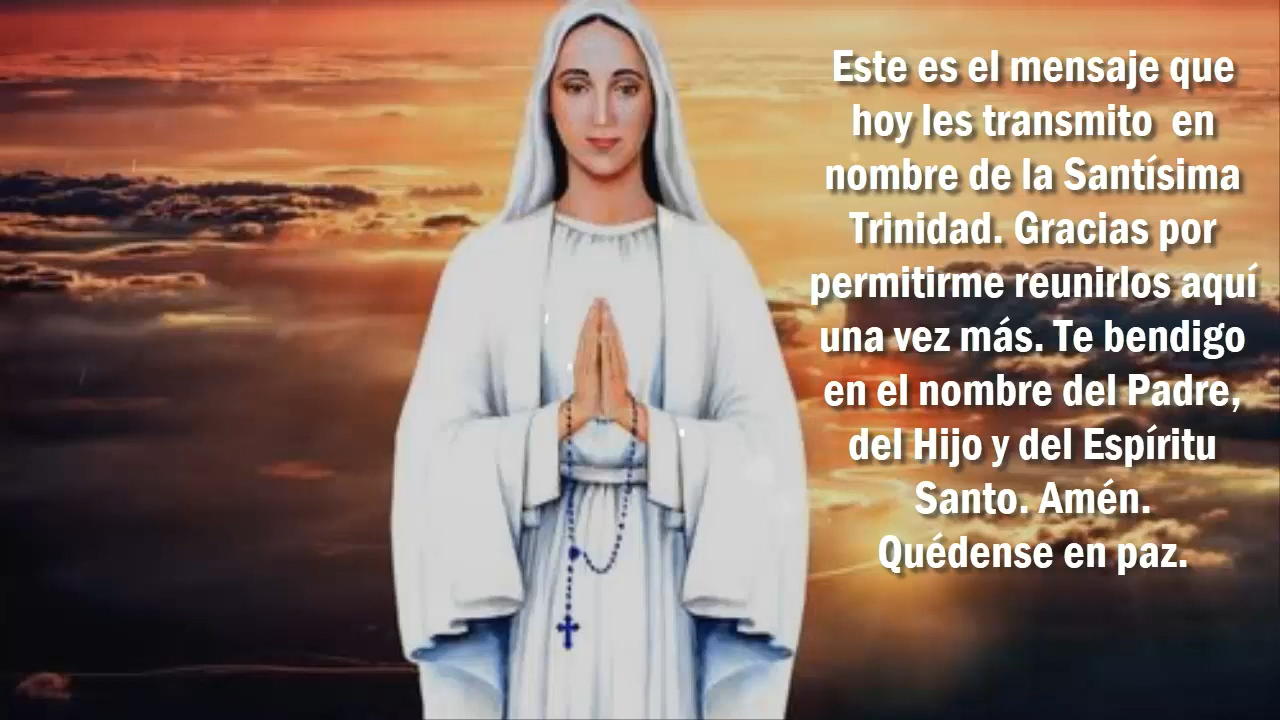 Este es el mensaje que
hoy les transmito en
nombre de la Santísima
Trinidad. Gracias por
permitirme reunirlos aquí
una vez más. Te bendigo
en el nombre del Padre,
del Hijo y del Espíritu
Santo. Amén.
Quédense en paz.